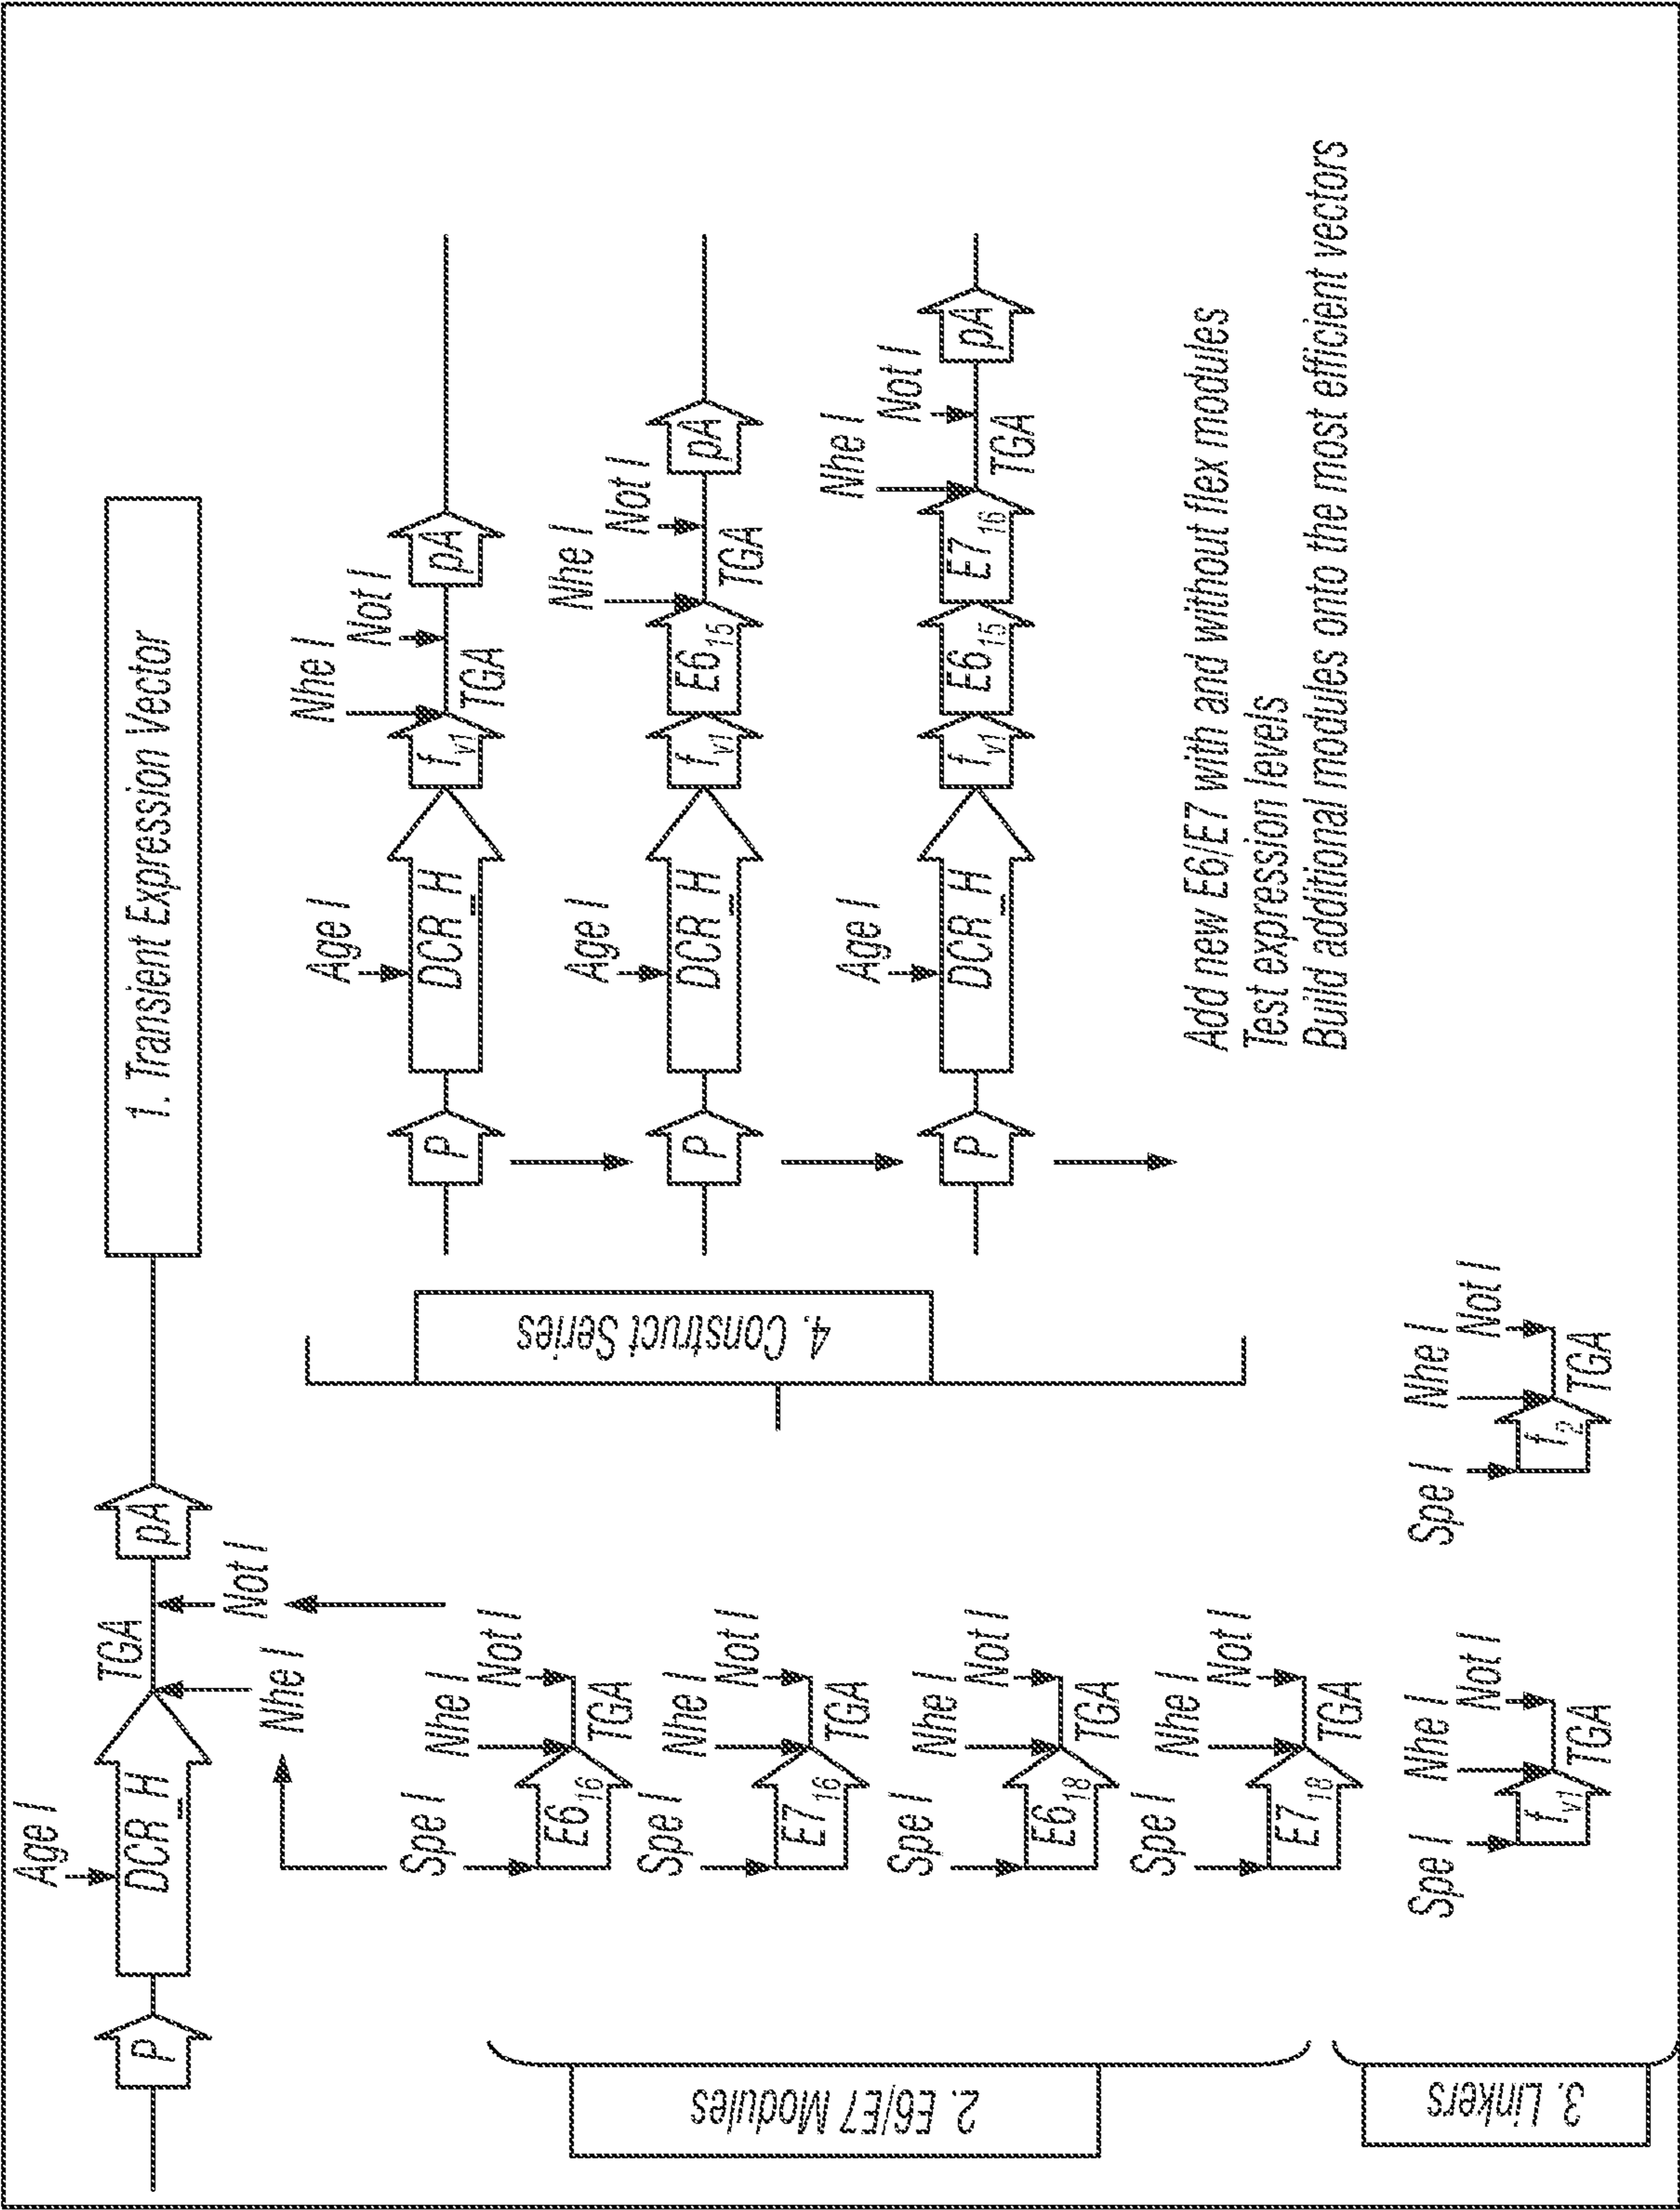 1. Transient Expression Vector
Age I
TGA
P
DCR H
pA
Nhe I
Not I
2. E6/E7 Modules
Spe I
Nhe I
Not I
E6 16
TGA
Spe I
Nhe I
Not I
E7 16
TGA
Spe I
Nhe I
Not I
E6 18
TGA
Spe I
Nhe I
Not I
E7 18
TGA
3. Linkers
Spe I
Nhe I
Not I
f v1
TGA
Spe I
Nhe I
Not I
f 2
TGA
4. Construct Series
Age I
Nhe I
Not I
P
DCR H
f v1
pA
TGA
Age I
Nhe I
Not I
P
DCR H
f v1
E6 15
pA
TGA
Age I
Nhe I
Not I
P
DCR H
f v1
E6 15
E7 16
pA
TGA
Add new E6/E7 with and without flex modules
Test expression levels
Build additional modules onto the most efficient vectors